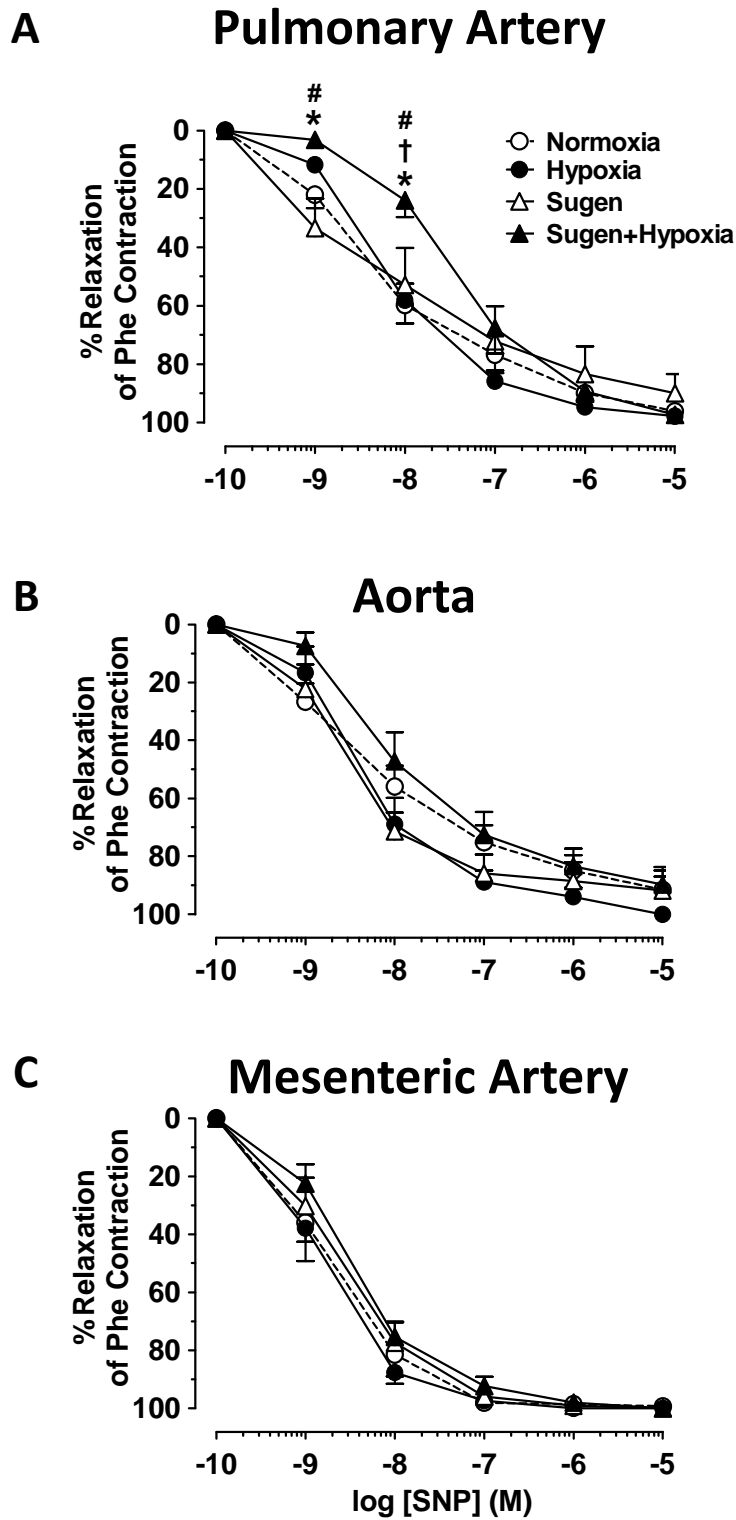 A
Pulmonary Artery
#
*
#
†
*
Normoxia
Hypoxia
Sugen
Sugen+Hypoxia
%Relaxation
of Phe Contraction
0
20
40
60
80
100
-10 -9 -8 -7 -6 -5
B
Aorta
%Relaxation
of Phe Contraction
0
20
40
60
80
100
-10 -9 -8 -7 -6 -5
C
Mesenteric Artery
%Relaxation
of Phe Contraction
0
20
40
60
80
100
-10 -9 -8 -7 -6 -5
log [SNP] (M)